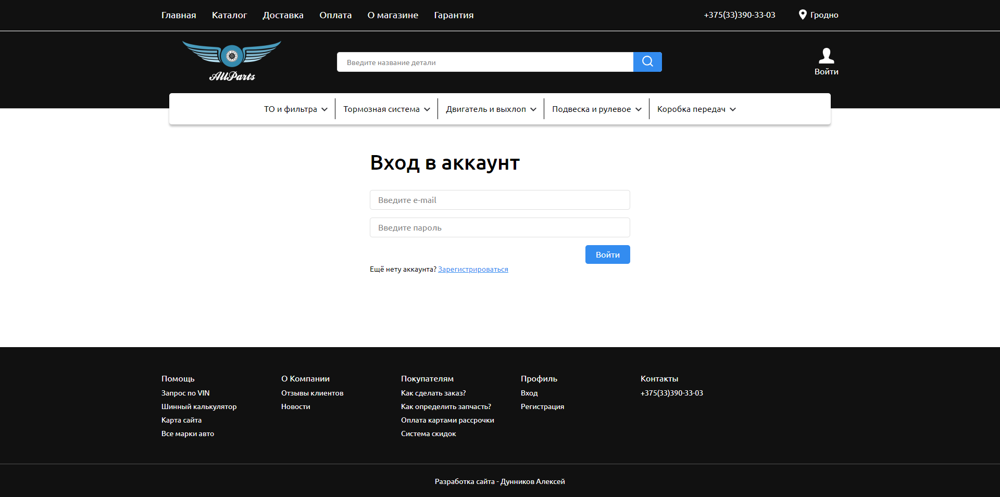 Главная Каталог Доставка Оплата О магазине Гарантия +375(33)390-33-03 Гродно
AllParts
Введите название детали
Войти
ТО и фильтра Тормозная система Двигатель и выхлоп Подвеска и рулевое Коробка передач
Вход в аккаунт
Введите e-mail
Введите пароль
Войти
Ещё нету аккаунта? Зарегистрироваться
Помощь
Запрос по VIN
Шинный калькулятор
Карта сайта
Все марки авто
О Компании
Отзывы клиентов
Новости
Покупателям
Как сделать заказ?
Как определить запчасть?
Оплата картами рассрочки
Система скидок
Профиль
Вход
Регистрация
Контакты
+375(33)390-33-03
Разработка сайта - Дунников Алексей